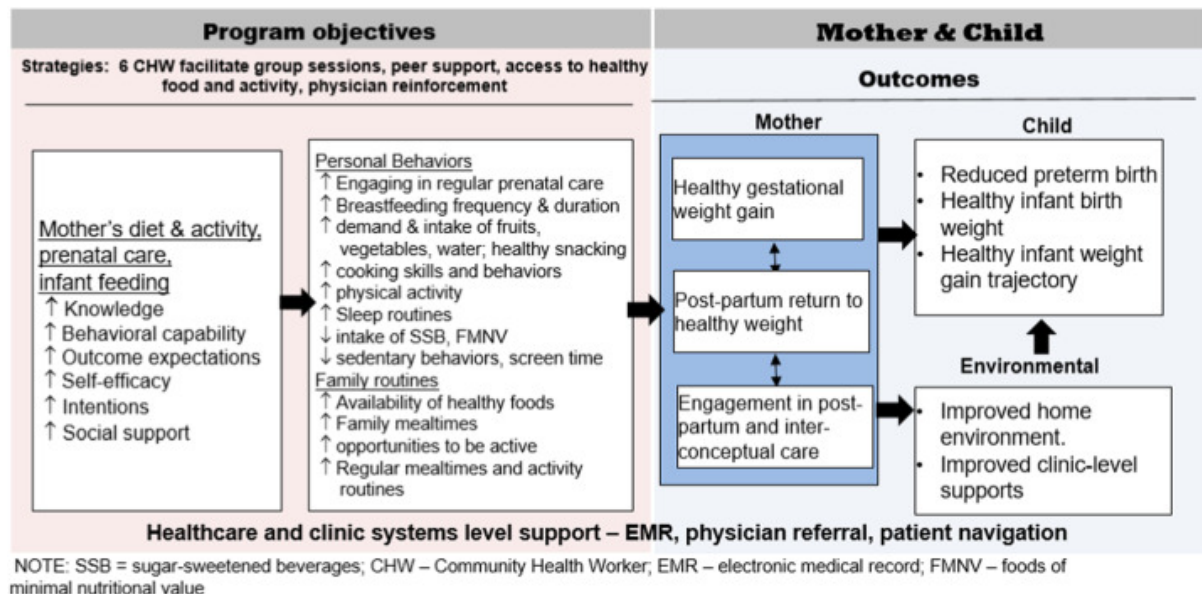 Program objectives
Strategies: 6 CHW facilitate group sessions, peer support, access to healthy
food and activity, physician reinforcement
Mother's diet & activity,
prenatal care,
infant feeding
↑ Knowledge
↑ Behavioral capability
↑ Outcome expectations
↑ Self-efficacy
↑ Intentions
↑ Social support
Personal Behaviors
↑ Engaging in regular prenatal care
↑ Breastfeeding frequency & duration
↑ demand & intake of fruits,
vegetables, water; healthy snacking
↑ cooking skills and behaviors
↑ physical activity
↑ Sleep routines
↓ intake of SSB, FMNV
↓ sedentary behaviors, screen time
Family routines
↑ Availability of healthy foods
↑ Family mealtimes
↑ opportunities to be active
↑ Regular mealtimes and activity
routines
Mother & Child
Outcomes
Mother
Healthy gestational
weight gain
Post-partum return to
healthy weight
Engagement in post-
partum and inter-
conceptual care
Child
• Reduced preterm birth
• Healthy infant birth
weight
• Healthy infant weight
gain trajectory
Environmental
• Improved home
environment.
• Improved clinic-level
supports
Healthcare and clinic systems level support – EMR, physician referral, patient navigation
NOTE: SSB = sugar-sweetened beverages; CHW – Community Health Worker; EMR – electronic medical record; FMNV – foods of
minimal nutritional value